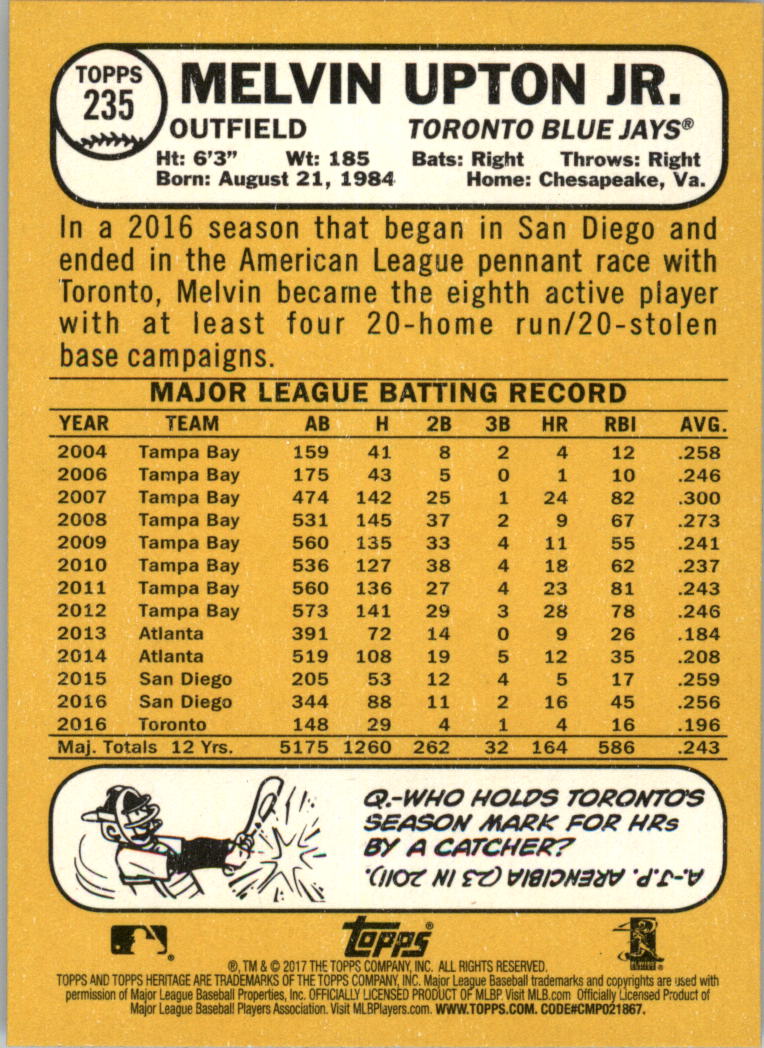 TOPPS
235
MELVIN UPTON JR.
OUTFIELD TORONTO BLUE JAYS®
Ht: 6'3" Wt: 185 Bats: Right Throws: Right
Born: August 21, 1984 Home: Chesapeake, Va.
In a 2016 season that began in San Diego and
ended in the American League pennant race with
Toronto, Melvin became the eighth active player
with at least four 20-home run/20-stolen
base campaigns.
MAJOR LEAGUE BATTING RECORD
YEAR TEAM AB H 2B 3B HR RBI AVG.
2004 Tampa Bay 159 41 8 2 4 12 .258
2006 Tampa Bay 175 43 5 0 1 10 .246
2007 Tampa Bay 474 142 25 1 24 82 .300
2008 Tampa Bay 531 145 37 2 9 67 .273
2009 Tampa Bay 560 135 33 4 11 55 .241
2010 Tampa Bay 536 127 38 4 18 62 .237
2011 Tampa Bay 560 136 27 4 23 81 .243
2012 Tampa Bay 573 141 29 3 28 78 .246
2013 Atlanta 391 72 14 0 9 26 .184
2014 Atlanta 519 108 19 5 12 35 .208
2015 San Diego 205 53 12 4 5 17 .259
2016 San Diego 344 88 11 2 16 45 .256
2016 Toronto 148 29 4 1 4 16 .196
Maj. Totals 12 Yrs. 5175 1260 262 32 164 586 .243
Q.-WHO HOLDS TORONTO'S
SEASON MARK FOR HRs
BY A CATCHER?
A.-J.P. ARENCIBIA (23 IN 2011).
topps®
®, TM & © 2017 THE TOPPS COMPANY, INC. ALL RIGHTS RESERVED.
TOPPS AND TOPPS HERITAGE ARE TRADEMARKS OF THE TOPPS COMPANY, INC. Major League Baseball trademarks and copyrights are used with
permission of Major League Baseball Properties, Inc. OFFICIALLY LICENSED PRODUCT OF MLBP. Visit MLB.com Officially Licensed Product of
Major League Baseball Players Association. Visit MLBPlayers.com. WWW.TOPPS.COM. CODE#CMP021867.